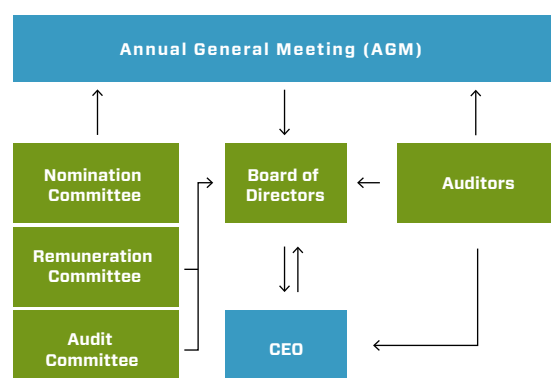 Annual General Meeting (AGM)
Nomination
Committee
Board of
Directors
Auditors
Remuneration
Committee
Audit
Committee
CEO